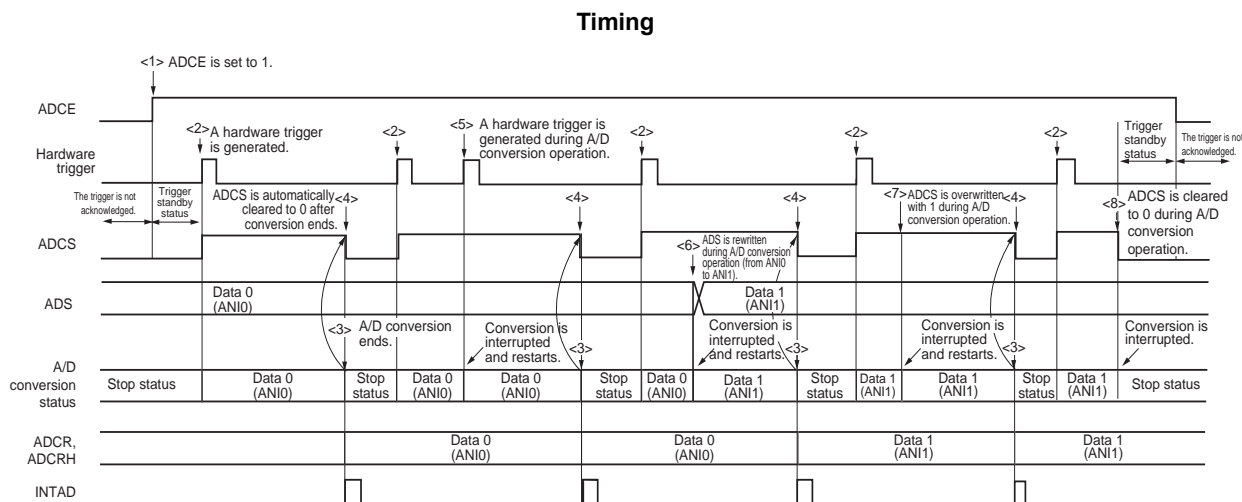 Timing
<1> ADCE is set to 1.
ADCE
<2> A hardware trigger
is generated.
<2>
<5> A hardware trigger is
generated during A/D
conversion operation.
<2>
<2>
<2>
Trigger
standby
status
The trigger is not
acknowledged.
Hardware
trigger
The trigger is not
acknowledged.
Trigger
standby
status
ADCS is automatically
cleared to 0 after
conversion ends.
<4>
<4>
<4>
<7> ADCS is overwritten
with 1 during A/D
conversion operation.
<4>
<8> ADCS is cleared
to 0 during A/D
conversion
operation.
ADCS
<6> ADS is rewritten
during A/D conversion
operation (from ANI0
to ANI1).
ADS
Data 0
(ANI0)
Data 1
(ANI1)
<3> A/D conversion
ends.
Conversion is
interrupted
and restarts.
<3>
Conversion is
interrupted
and restarts.
<3>
Conversion is
interrupted
and restarts.
<3>
Conversion is
interrupted.
A/D
conversion
status
Stop status
Data 0
(ANI0)
Stop
status
Data 0
(ANI0)
Data 0
(ANI0)
Stop
status
Data 0
(ANI0)
Data 1
(ANI1)
Stop
status
Data 1
(ANI1)
Data 1
(ANI1)
Stop
status
Data 1
(ANI1)
Stop status
ADCR,
ADCRH
Data 0
(ANI0)
Data 0
(ANI0)
Data 1
(ANI1)
Data 1
(ANI1)
INTAD